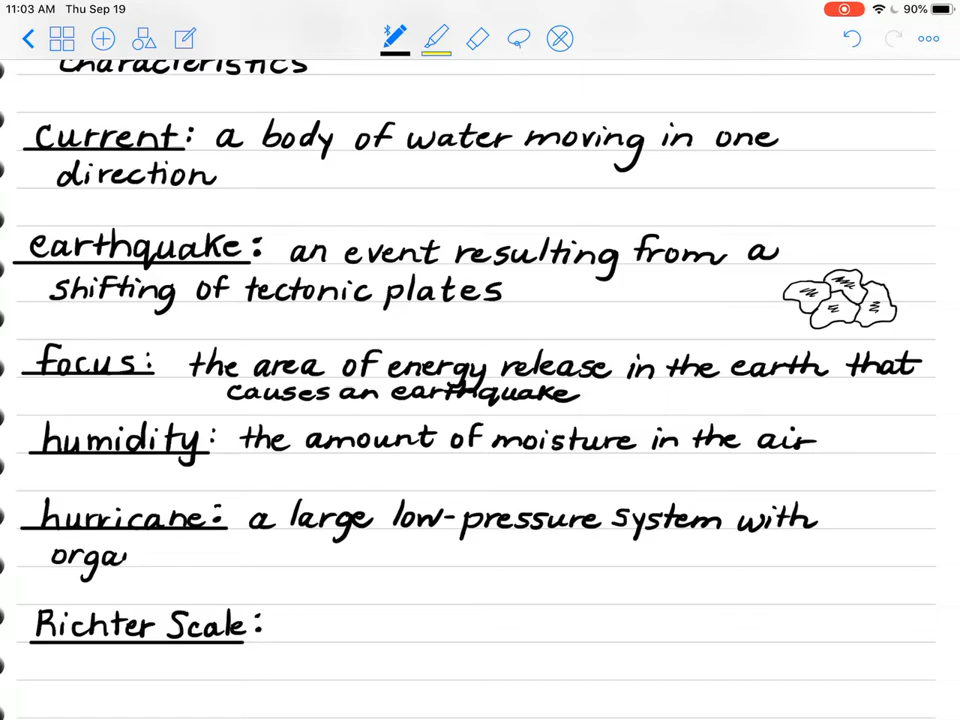 11:03 AM Thu Sep 19
90%
characteristics
current: a body of water moving in one
direction
earthquake: an event resulting from a
shifting of tectonic plates
focus: the area of energy release in the earth that
causes an earthquake
humidity: the amount of moisture in the air
hurricane: a large low-pressure system with
orga
Richter Scale: